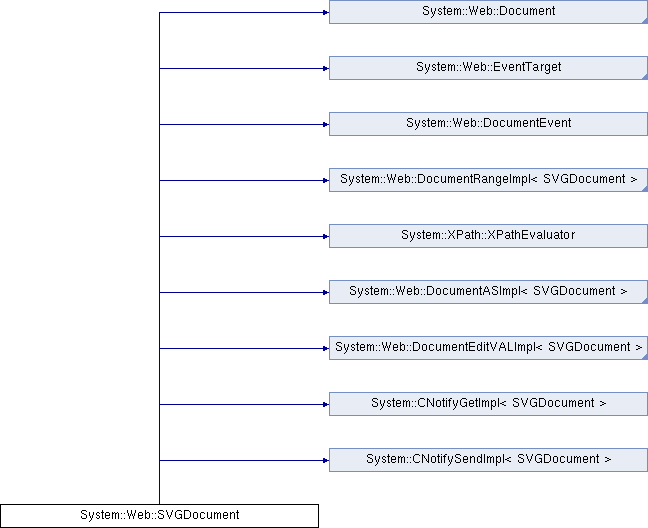 System::Web::Document
System::Web::EventTarget
System::Web::DocumentEvent
System::Web::DocumentRangeImpl< SVGDocument >
System::XPath::XPathEvaluator
System::Web::DocumentASImpl< SVGDocument >
System::Web::DocumentEditVALImpl< SVGDocument >
System::CNotifyGetImpl< SVGDocument >
System::CNotifySendImpl< SVGDocument >
System::Web::SVGDocument